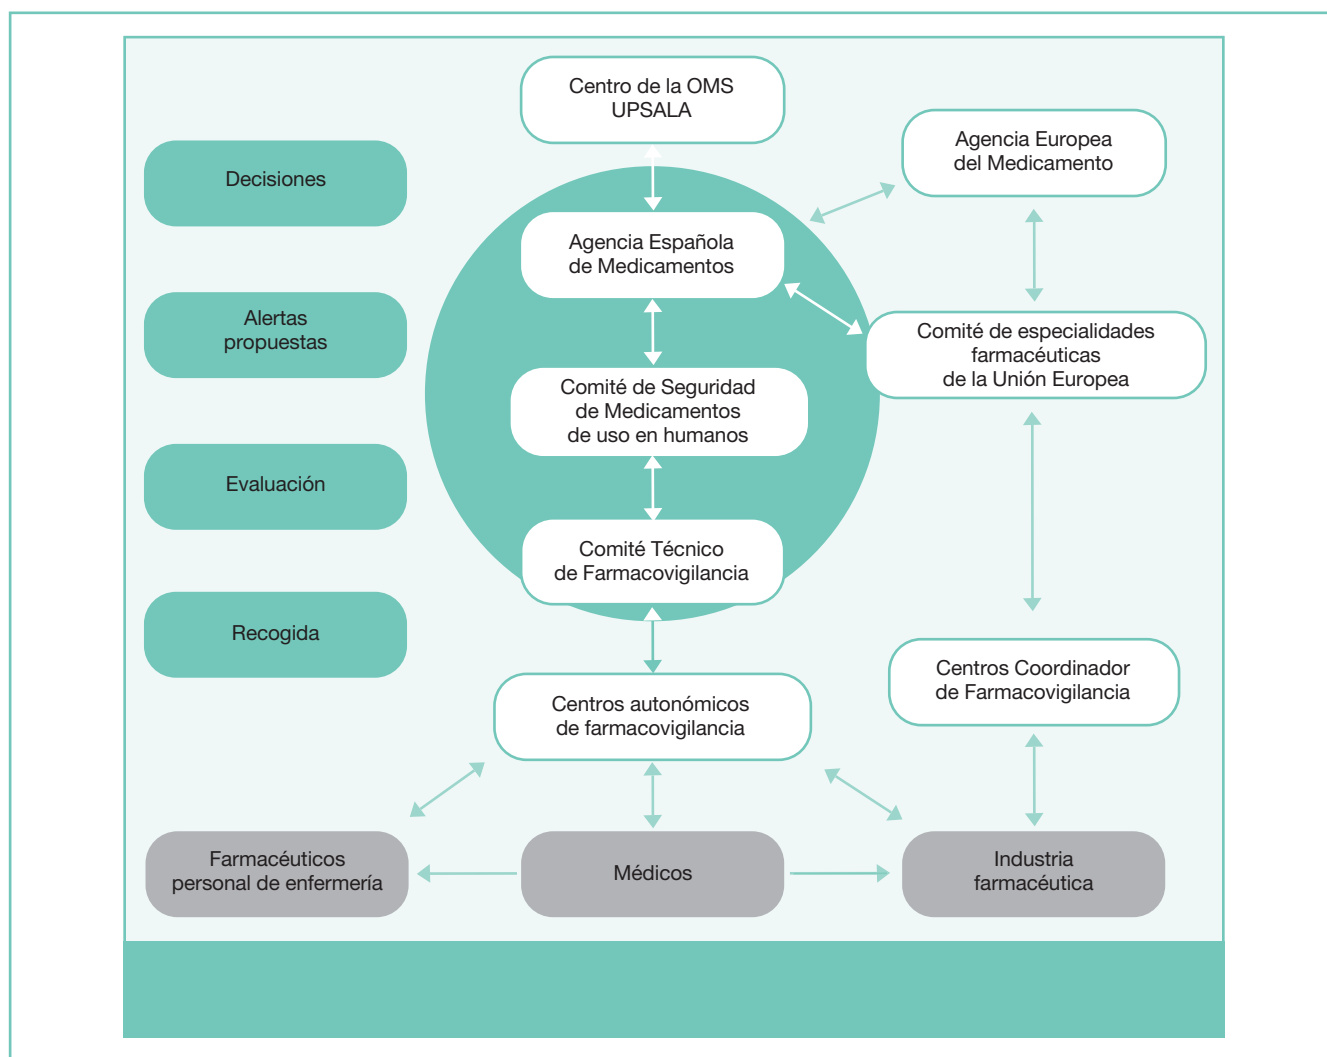 Centro de la OMS
UPSALA
Agencia Europea
del Medicamento
Decisiones
Agencia Española
de Medicamentos
Alertas
propuestas
Comité de especialidades
farmacéuticas
de la Unión Europea
Comité de Seguridad
de Medicamentos
de uso en humanos
Evaluación
Comité Técnico
de Farmacovigilancia
Recogida
Centros Coordinador
de Farmacovigilancia
Centros autonómicos
de farmacovigilancia
Farmacéuticos
personal de enfermería
Médicos
Industria
farmacéutica